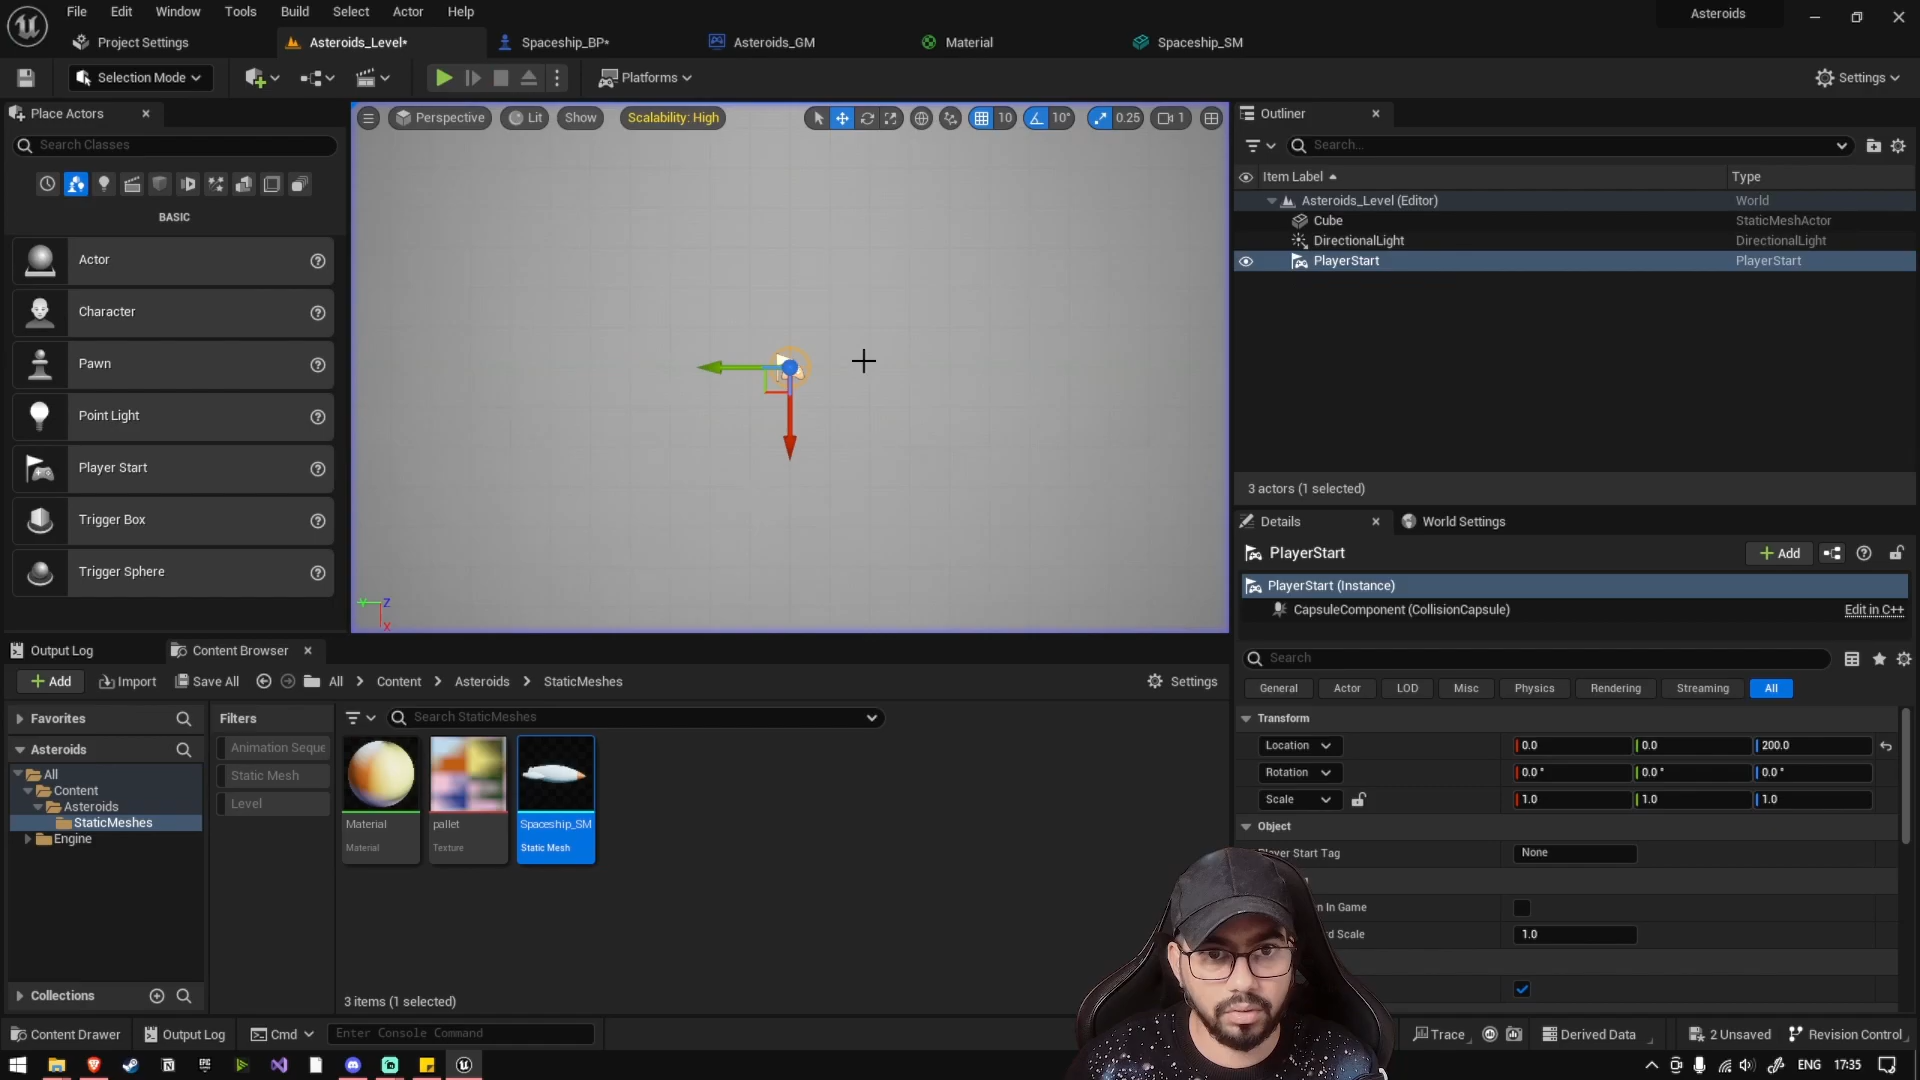 File Edit Window Tools Build Select Actor Help
Asteroids
Project Settings
Asteroids_Level*
Spaceship_BP*
Asteroids_GM
Material
Spaceship_SM
Selection Mode
Platforms
Settings
Place Actors
Search Classes
BASIC
Actor
Character
Pawn
Point Light
Player Start
Trigger Box
Trigger Sphere
Perspective
Lit
Show
Scalability: High
10
10°
0.25
1
Y Z
X
Outliner
Search...
Item Label
Type
Asteroids_Level (Editor)
World
Cube
StaticMeshActor
DirectionalLight
DirectionalLight
PlayerStart
PlayerStart
3 actors (1 selected)
Details
World Settings
PlayerStart
Add
PlayerStart (Instance)
CapsuleComponent (CollisionCapsule)
Edit in C++
Search
General
Actor
LOD
Misc
Physics
Rendering
Streaming
All
Transform
Location
0.0
0.0
200.0
Rotation
0.0 °
0.0 °
0.0 °
Scale
1.0
1.0
1.0
Object
Player Start Tag
None
n In Game
d Scale
1.0
Output Log
Content Browser
Add
Import
Save All
All
Content
Asteroids
StaticMeshes
Settings
Favorites
Asteroids
All
Content
Asteroids
StaticMeshes
Engine
Collections
Filters
Animation Seque
Static Mesh
Level
Search StaticMeshes
Material
Material
pallet
Texture
Spaceship_SM
Static Mesh
3 items (1 selected)
Content Drawer
Output Log
Cmd
Enter Console Command
Trace
Derived Data
2 Unsaved
Revision Control
ENG
17:35